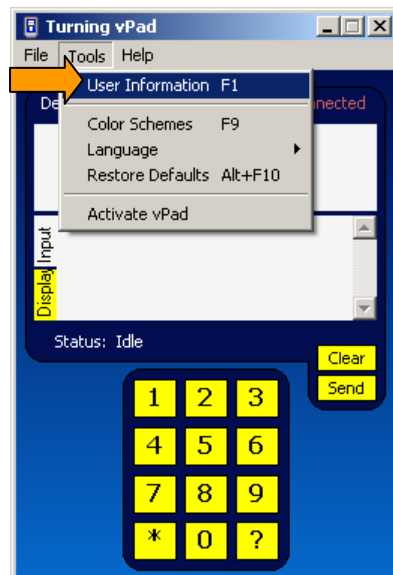 Turning vPad
File Tools Help
User Information F1
De nected
Color Schemes F9
Language
Restore Defaults Alt+F10
Activate vPad
Input
Display
Status: Idle
Clear
Send
1 2 3
4 5 6
7 8 9
* 0 ?